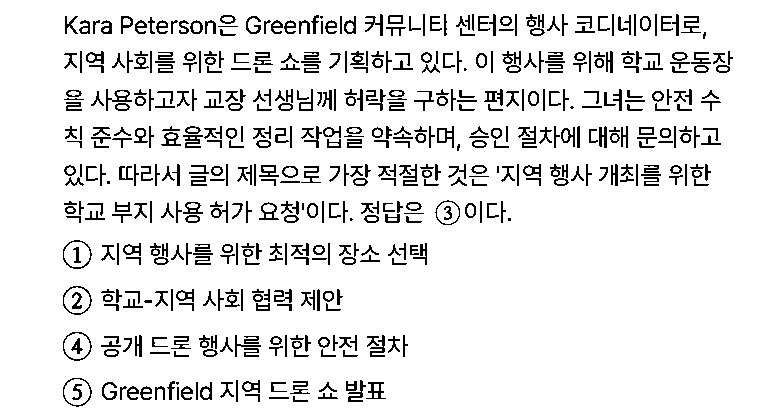 Kara Peterson은 Greenfield 커뮤니티 센터의 행사 코디네이터로,
지역 사회를 위한 드론 쇼를 기획하고 있다. 이 행사를 위해 학교 운동장
을 사용하고자 교장 선생님께 허락을 구하는 편지이다. 그녀는 안전 수
칙 준수와 효율적인 정리 작업을 약속하며, 승인 절차에 대해 문의하고
있다. 따라서 글의 제목으로 가장 적절한 것은 '지역 행사 개최를 위한
학교 부지 사용 허가 요청'이다. 정답은 ③이다.
① 지역 행사를 위한 최적의 장소 선택
② 학교-지역 사회 협력 제안
④ 공개 드론 행사를 위한 안전 절차
⑤ Greenfield 지역 드론 쇼 발표